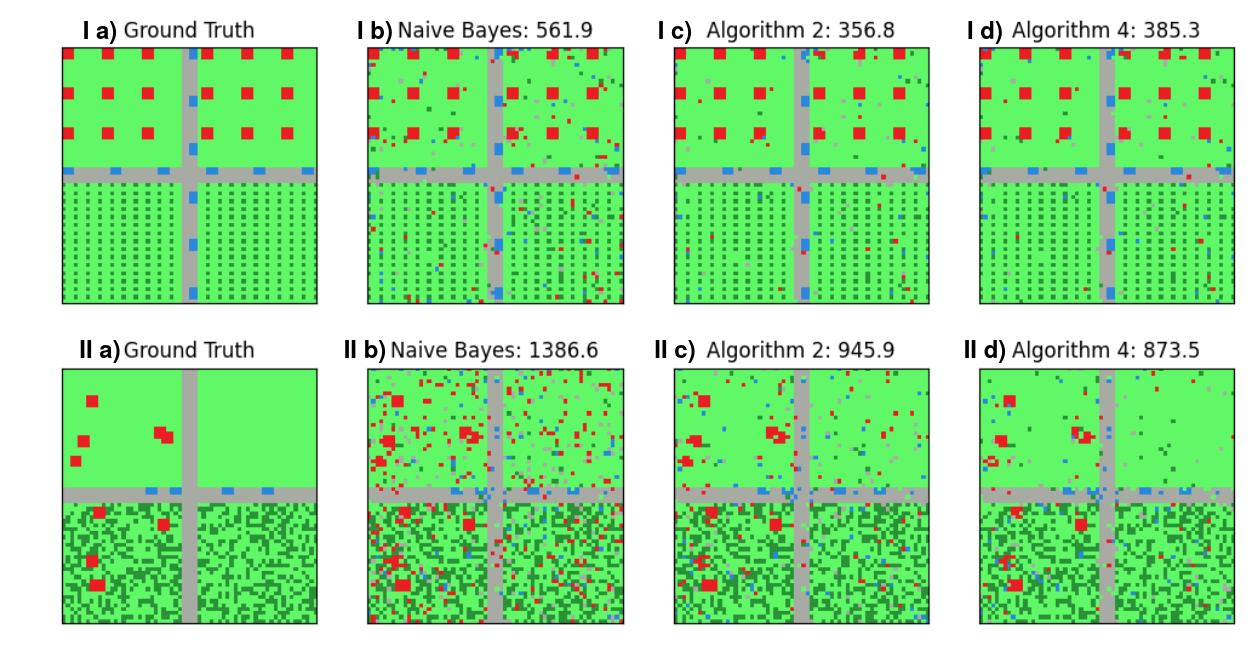 I a) Ground Truth
I b) Naive Bayes: 561.9
I c) Algorithm 2: 356.8
I d) Algorithm 4: 385.3
II a) Ground Truth
II b) Naive Bayes: 1386.6
II c) Algorithm 2: 945.9
II d) Algorithm 4: 873.5